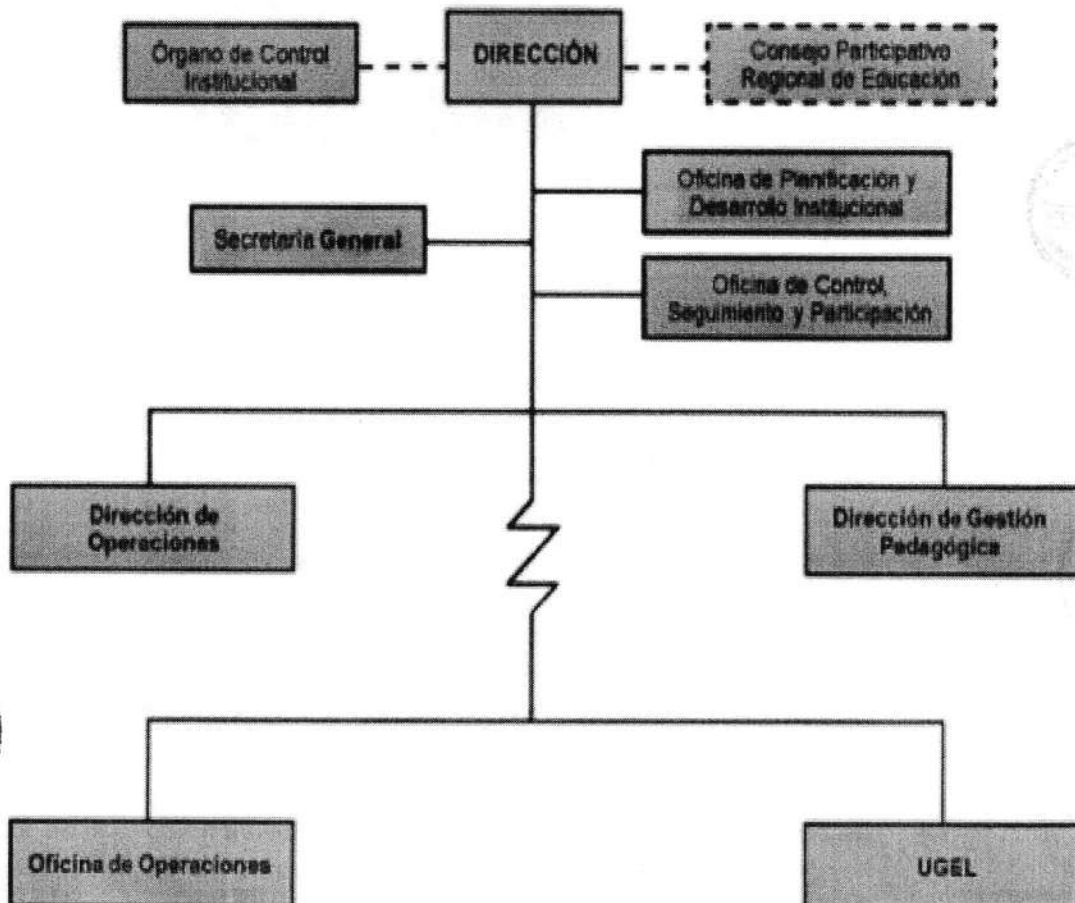 Órgano de Control
Institucional
DIRECCIÓN
Consejo Participativo
Regional de Educación
Oficina de Planificación y
Desarrollo Institucional
Secretaria General
Oficina de Control,
Seguimiento y Participación
Dirección de
Operaciones
Dirección de Gestión
Pedagógica
Oficina de Operaciones
UGEL